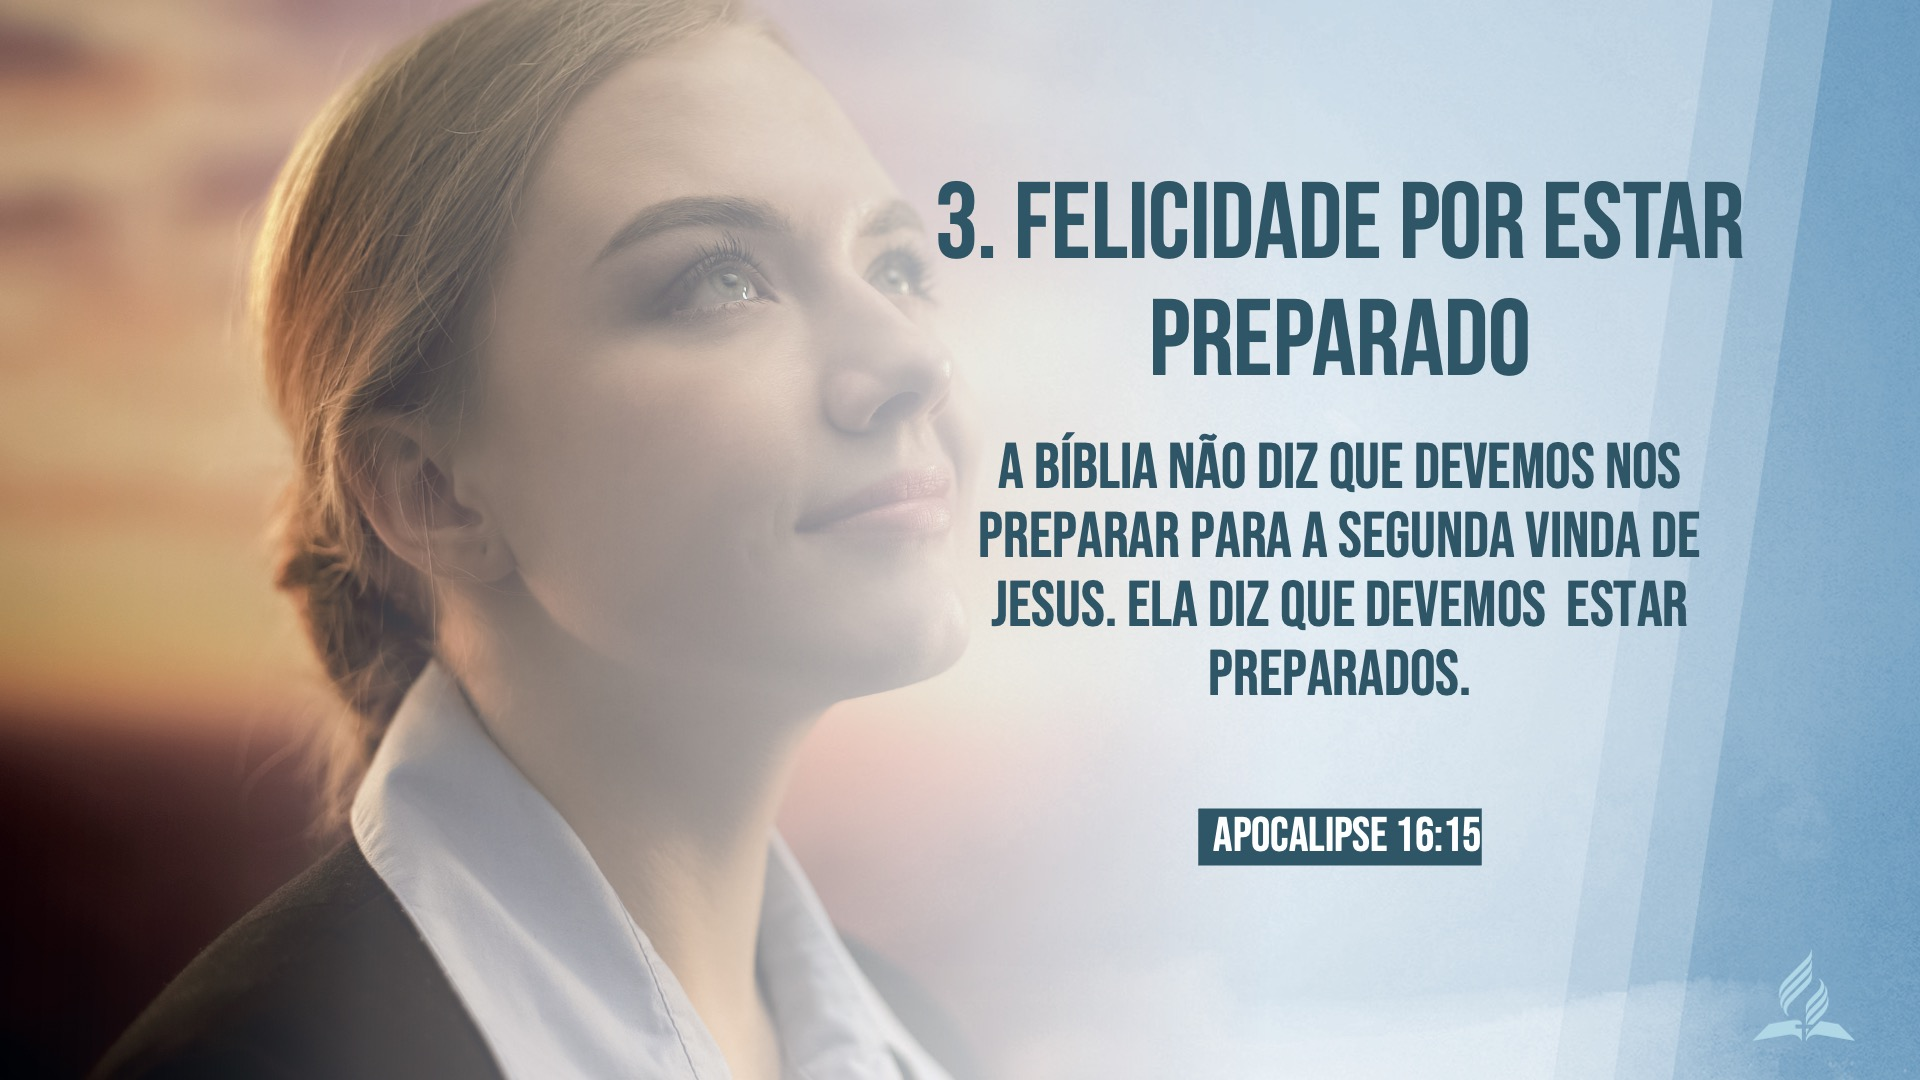 3. FELICIDADE POR ESTAR
PREPARADO
A BÍBLIA NÃO DIZ QUE DEVEMOS NOS
PREPARAR PARA A SEGUNDA VINDA DE
JESUS. ELA DIZ QUE DEVEMOS  ESTAR
PREPARADOS.
APOCALIPSE 16:15